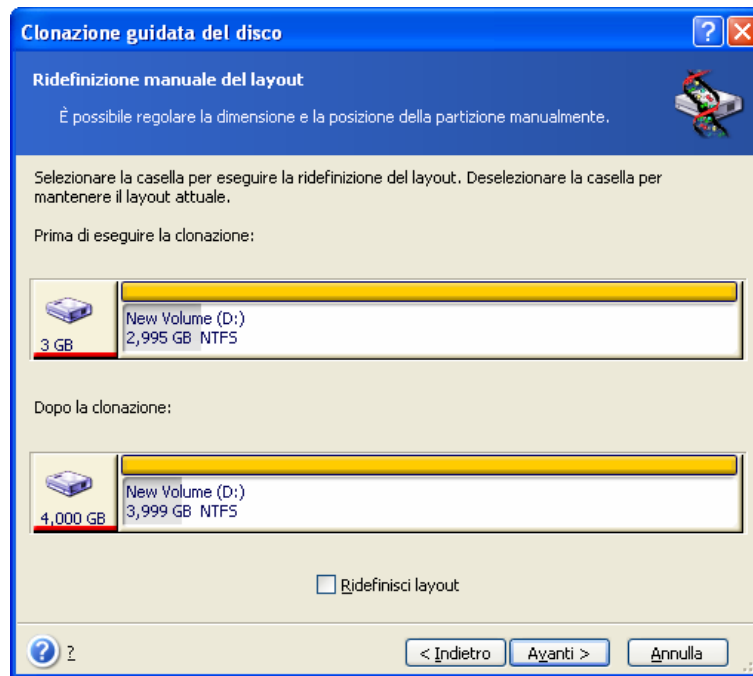 Clonazione guidata del disco
Ridefinizione manuale del layout
È possibile regolare la dimensione e la posizione della partizione manualmente.
Selezionare la casella per eseguire la ridefinizione del layout. Deselezionare la casella per
mantenere il layout attuale.
Prima di eseguire la clonazione:
3 GB
New Volume (D:)
2,995 GB NTFS
Dopo la clonazione:
4,000 GB
New Volume (D:)
3,999 GB NTFS
Ridefinisci layout
? < Indietro Avanti > Annulla